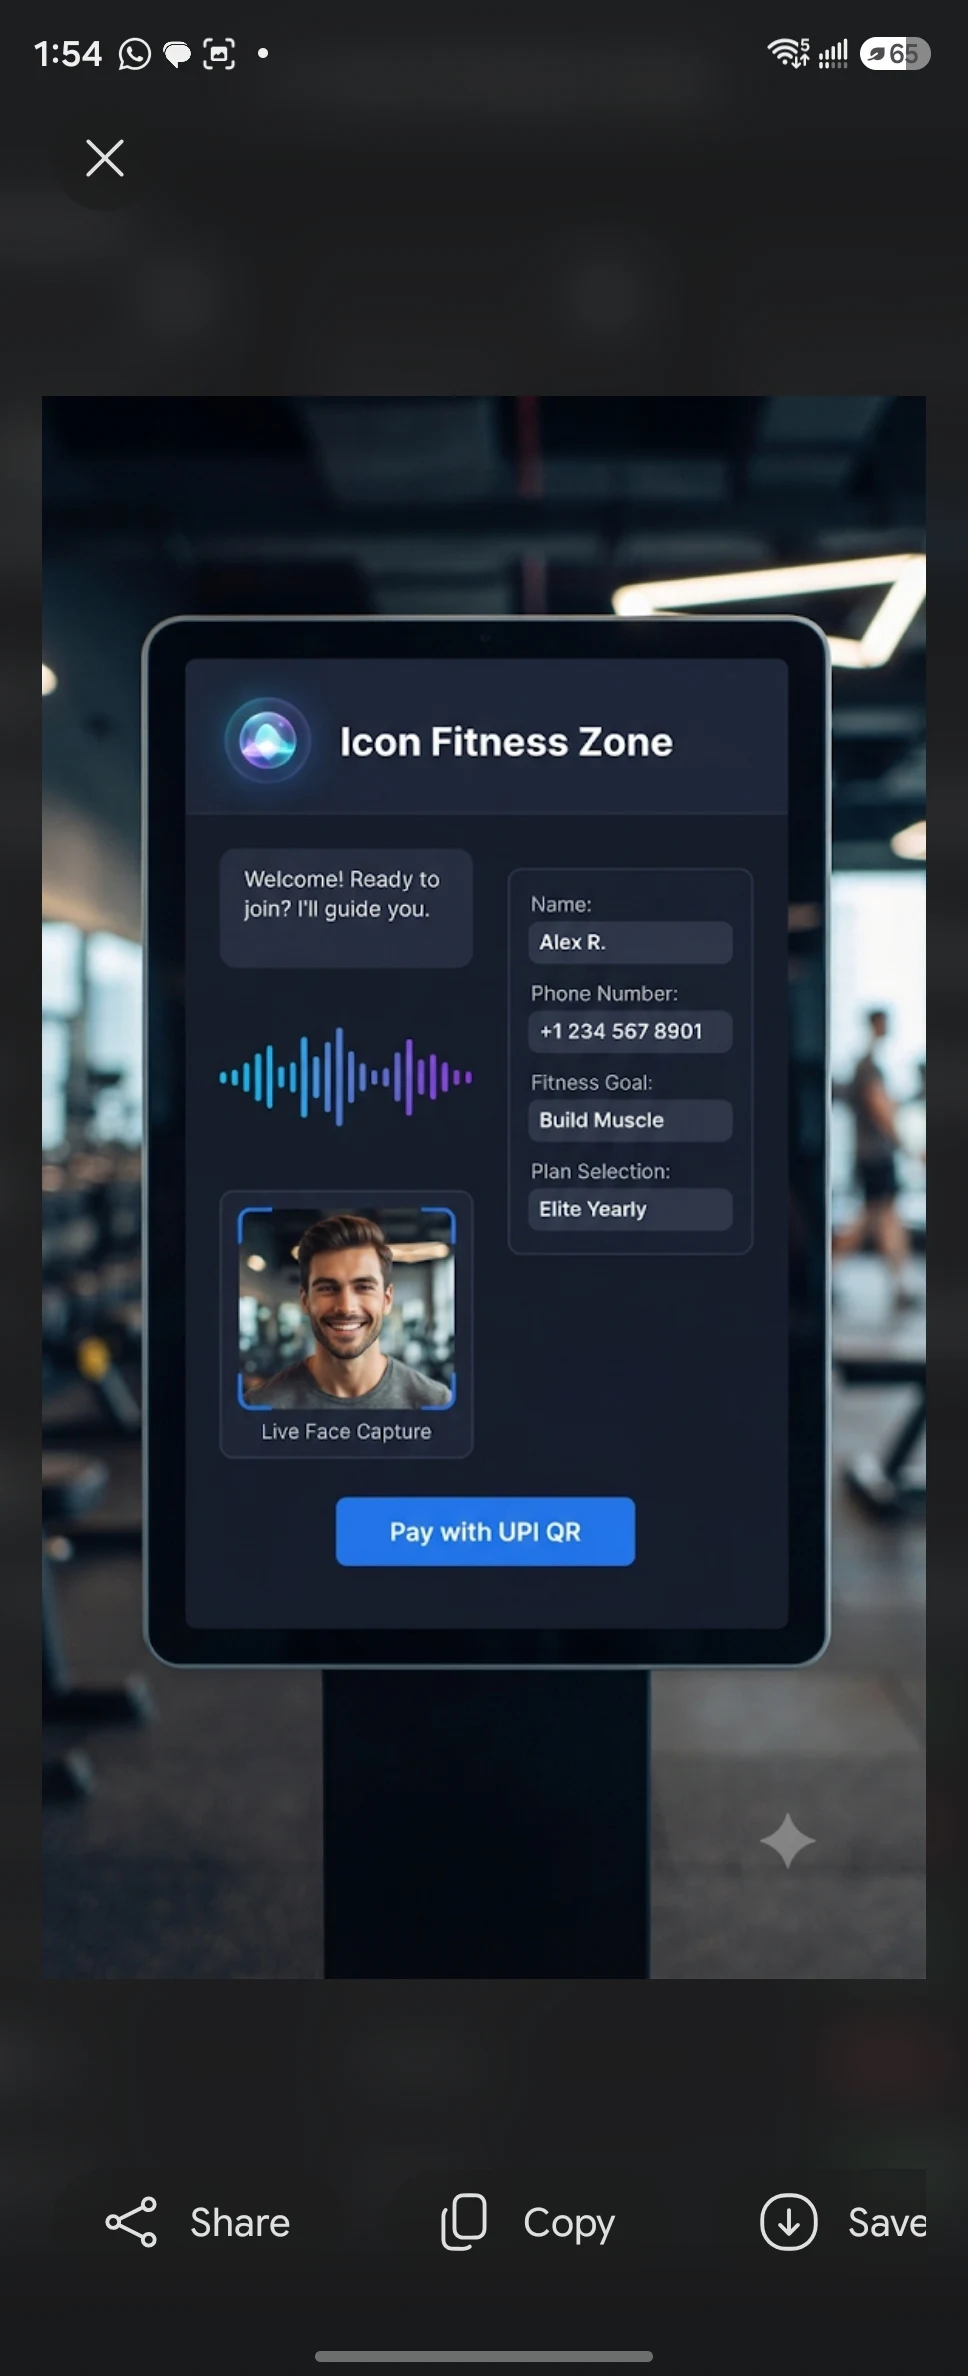 1:54
5
65
Icon Fitness Zone
Welcome! Ready to
join? I'll guide you.
Name:
Alex R.
Phone Number:
+1 234 567 8901
Fitness Goal:
Build Muscle
Plan Selection:
Elite Yearly
Live Face Capture
Pay with UPI QR
Share
Copy
Save